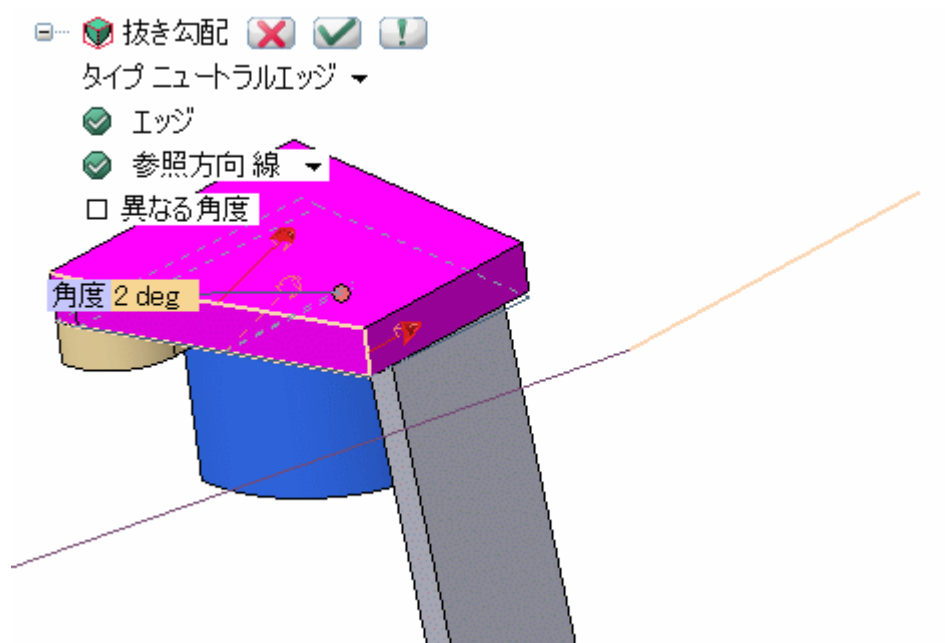 抜き勾配
タイプ ニュートラルエッジ
エッジ
参照方向 線
異なる角度
角度 2 deg